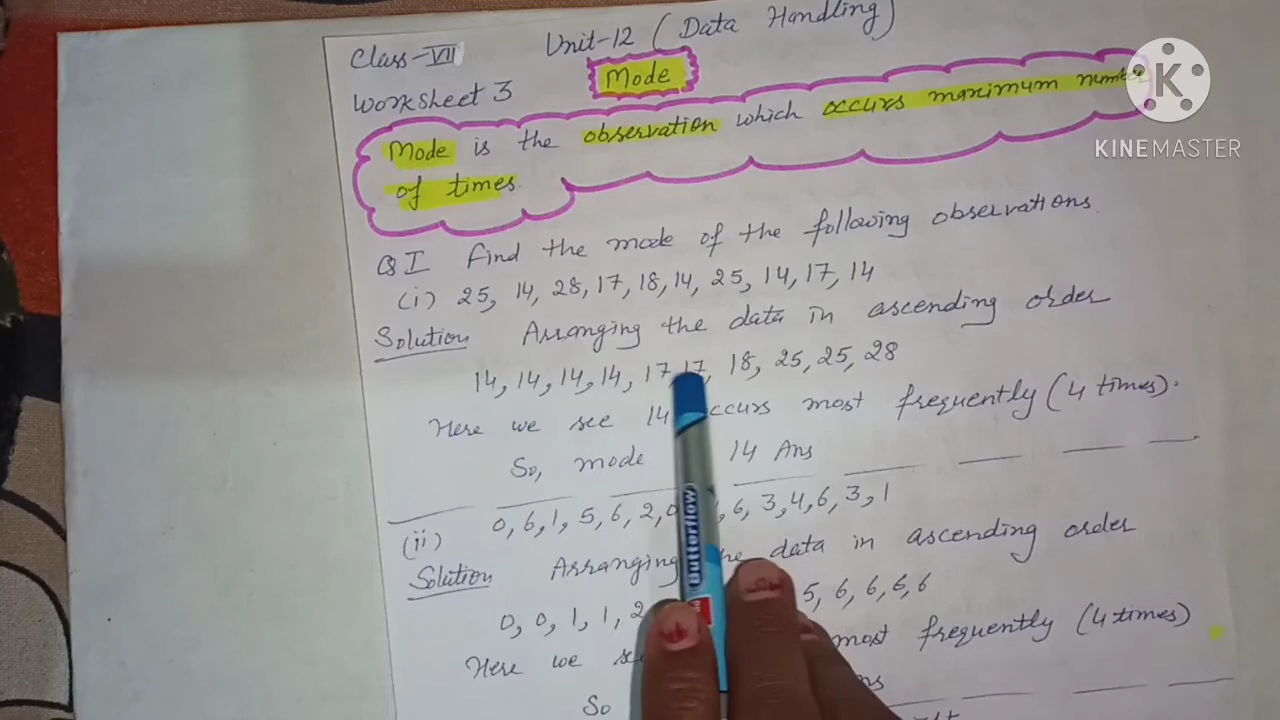 Class-VII Unit-12 (Data Handling)
Worksheet 3 Mode
Mode is the observation which occurs maximum number
of times.
Q I Find the mode of the following observations
(i) 25, 14, 28, 17, 18, 14, 25, 14, 17, 14
Solution Arranging the data in ascending order
14, 14, 14, 14, 17, 17, 18, 25, 25, 28
Here we see 14 occurs most frequently (4 times).
So, mode 14 Ans
(ii) 0, 6, 1, 5, 6, 2, 0, 6, 3, 4, 6, 3, 1
Solution Arranging the data in ascending order
0, 0, 1, 1, 2 5, 6, 6, 6, 6
Here we see most frequently (4 times)
So
KINEMASTER
Butterflow